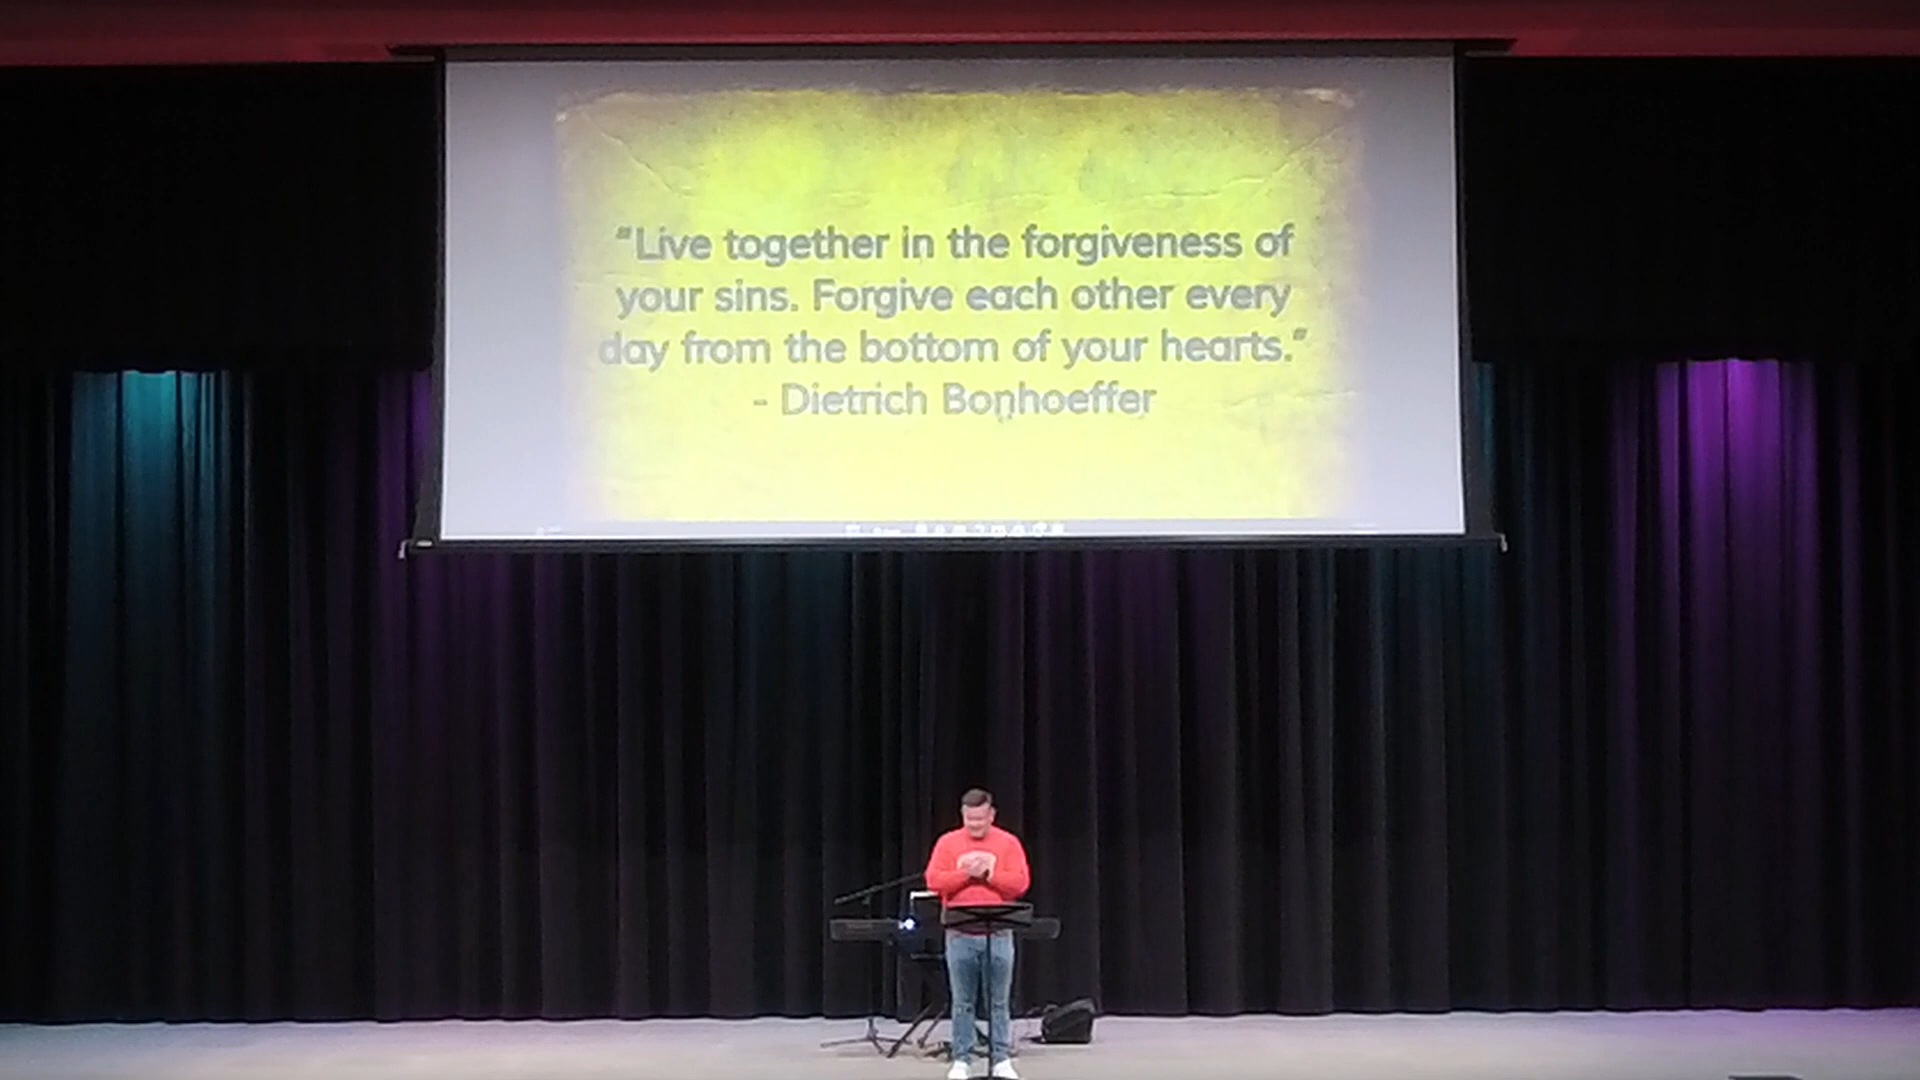 "Live together in the forgiveness of
your sins. Forgive each other every
day from the bottom of your hearts."
- Dietrich Bonhoeffer